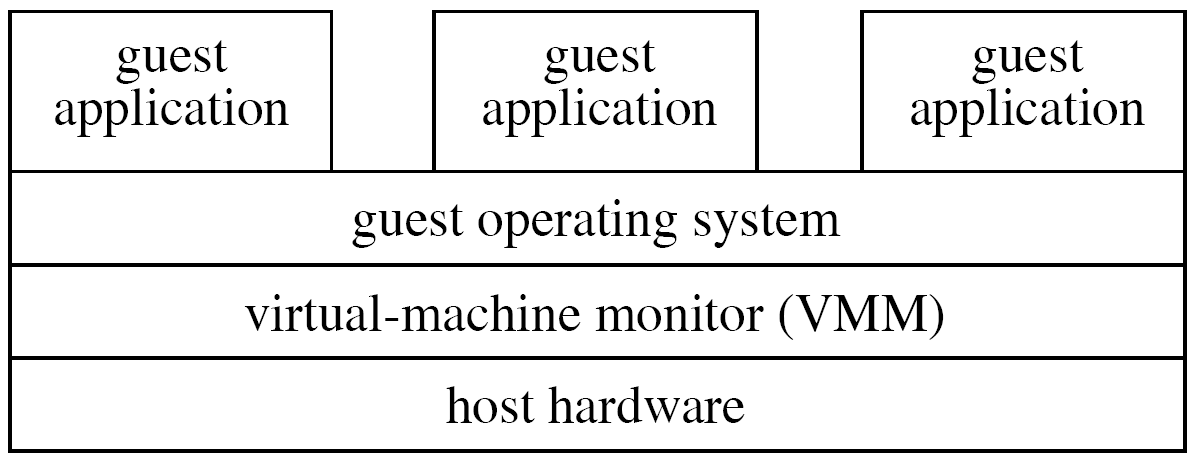 guest
application
guest
application
guest
application
guest operating system
virtual-machine monitor (VMM)
host hardware